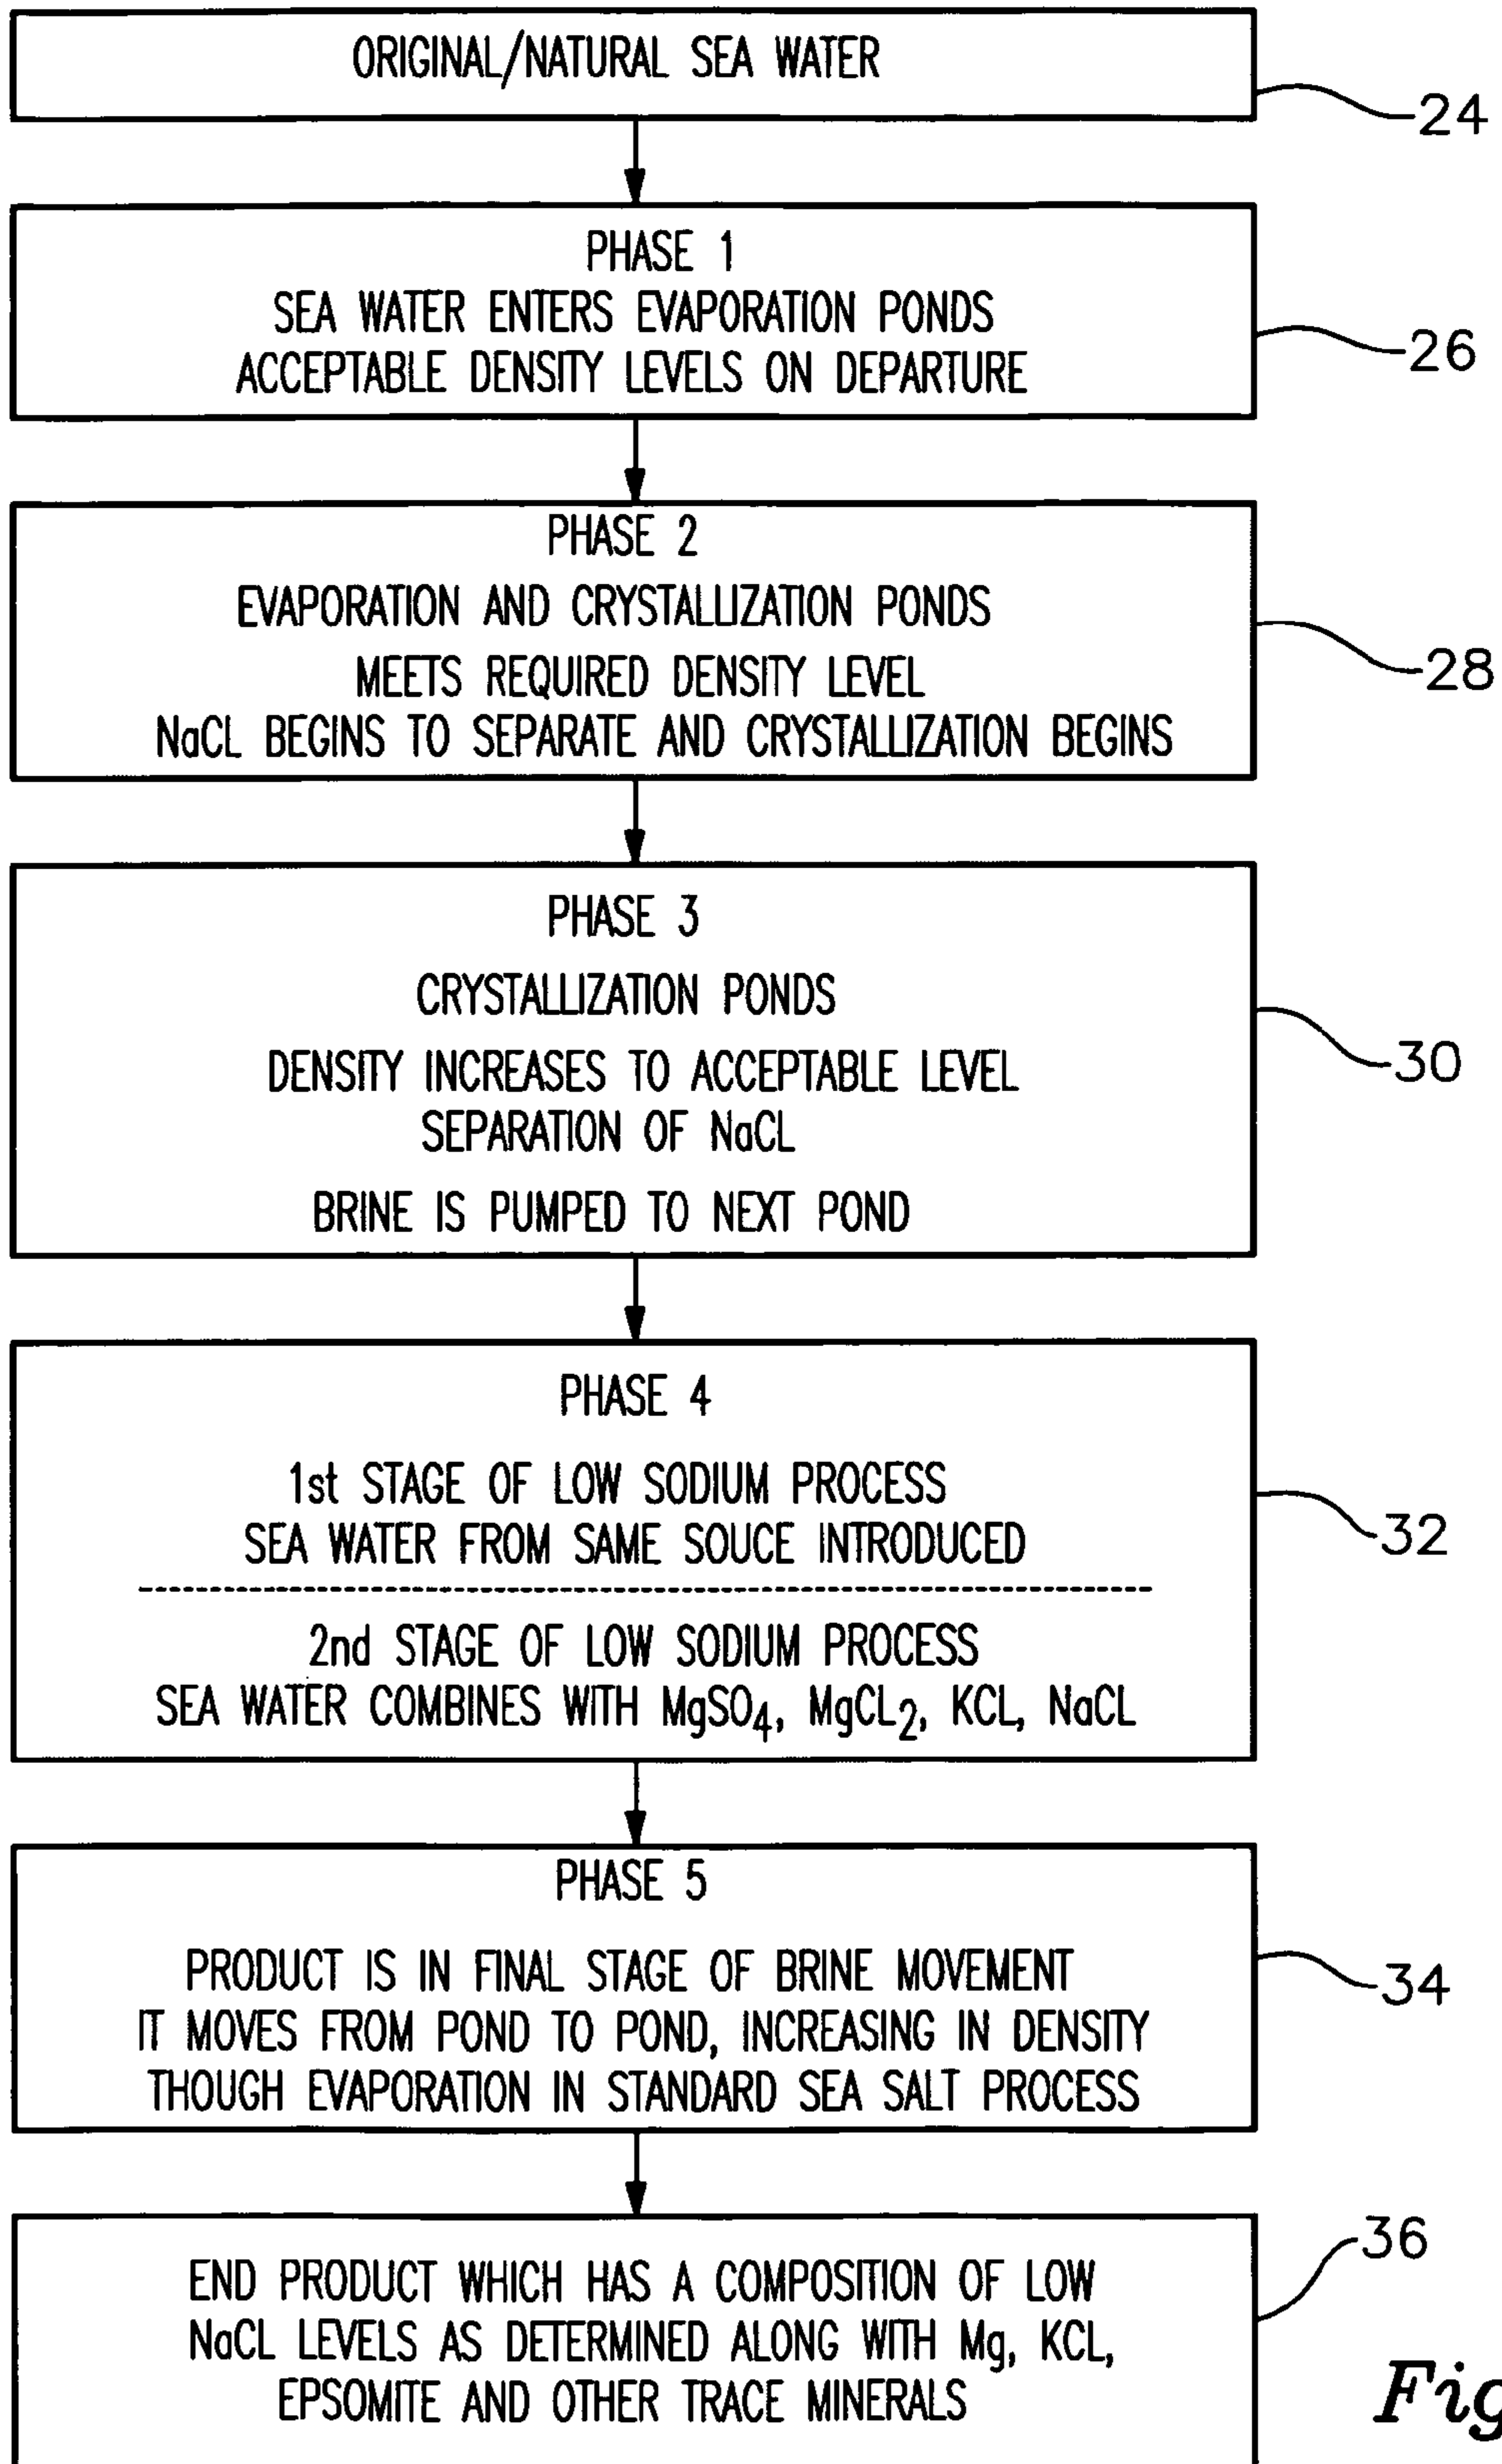 ORIGINAL/NATURAL SEA WATER
24
PHASE 1
SEA WATER ENTERS EVAPORATION PONDS
ACCEPTABLE DENSITY LEVELS ON DEPARTURE
26
PHASE 2
EVAPORATION AND CRYSTALLIZATION PONDS
MEETS REQUIRED DENSITY LEVEL
NaCL BEGINS TO SEPARATE AND CRYSTALLIZATION BEGINS
28
PHASE 3
CRYSTALLIZATION PONDS
DENSITY INCREASES TO ACCEPTABLE LEVEL
SEPARATION OF NaCL
BRINE IS PUMPED TO NEXT POND
30
PHASE 4
1st STAGE OF LOW SODIUM PROCESS
SEA WATER FROM SAME SOUCE INTRODUCED
2nd STAGE OF LOW SODIUM PROCESS
SEA WATER COMBINES WITH MgSO₄, MgCL₂, KCL, NaCL
32
PHASE 5
PRODUCT IS IN FINAL STAGE OF BRINE MOVEMENT
IT MOVES FROM POND TO POND, INCREASING IN DENSITY
THOUGH EVAPORATION IN STANDARD SEA SALT PROCESS
34
END PRODUCT WHICH HAS A COMPOSITION OF LOW
NaCL LEVELS AS DETERMINED ALONG WITH Mg, KCL,
EPSOMITE AND OTHER TRACE MINERALS
36
Fig